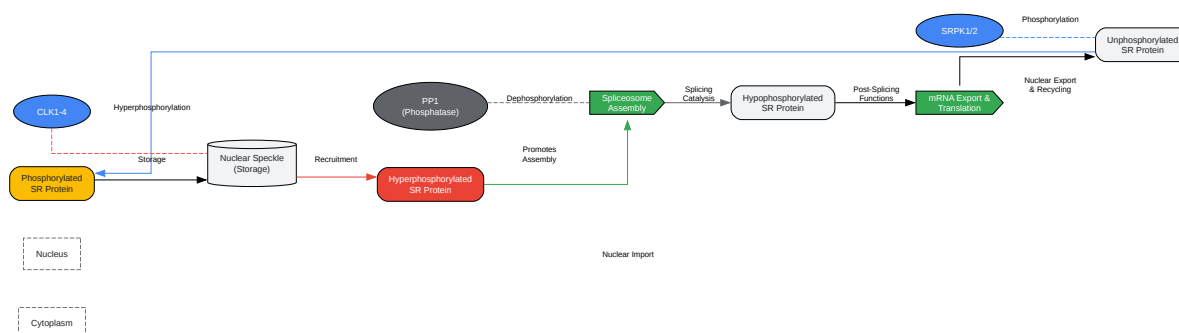 Phosphorylation
SRPK1/2
Unphosphorylated
SR Protein
Nuclear Export
& Recycling
CLK1-4
Hyperphosphorylation
PP1
(Phosphatase)
Dephosphorylation
Spliceosome
Assembly
Splicing
Catalysis
Hypophosphorylated
SR Protein
Post-Splicing
Functions
mRNA Export &
Translation
Phosphorylated
SR Protein
Storage
Nuclear Speckle
(Storage)
Recruitment
Hyperphosphorylated
SR Protein
Promotes
Assembly
Nucleus
Nuclear Import
Cytoplasm